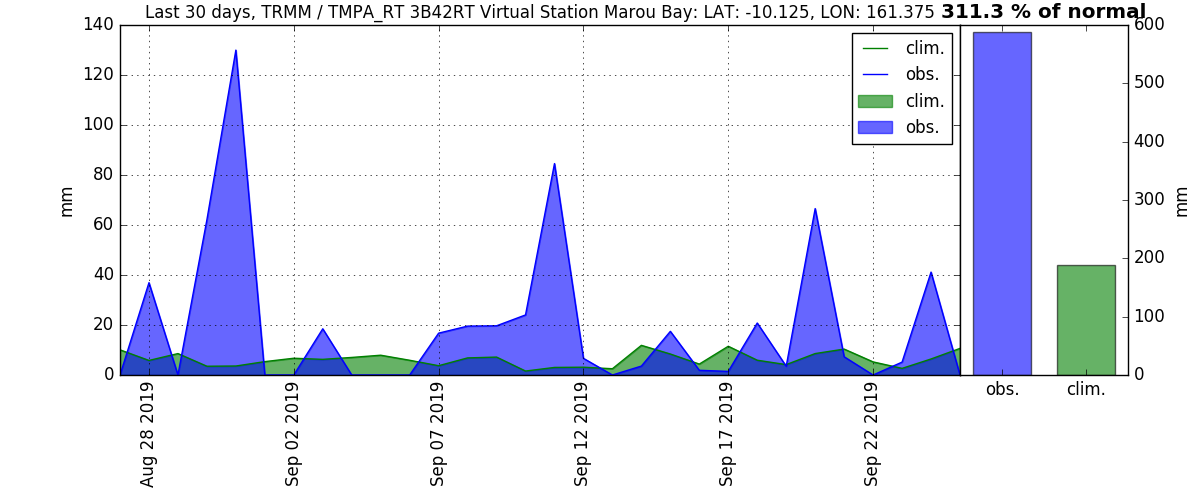 Last 30 days, TRMM / TMPA_RT 3B42RT Virtual Station Marou Bay: LAT: -10.125, LON: 161.375 311.3 % of normal
140
120
100
80
60
40
20
0
mm
clim.
obs.
clim.
obs.
Aug 28 2019
Sep 02 2019
Sep 07 2019
Sep 12 2019
Sep 17 2019
Sep 22 2019
600
500
400
300
200
100
0
mm
obs.
clim.